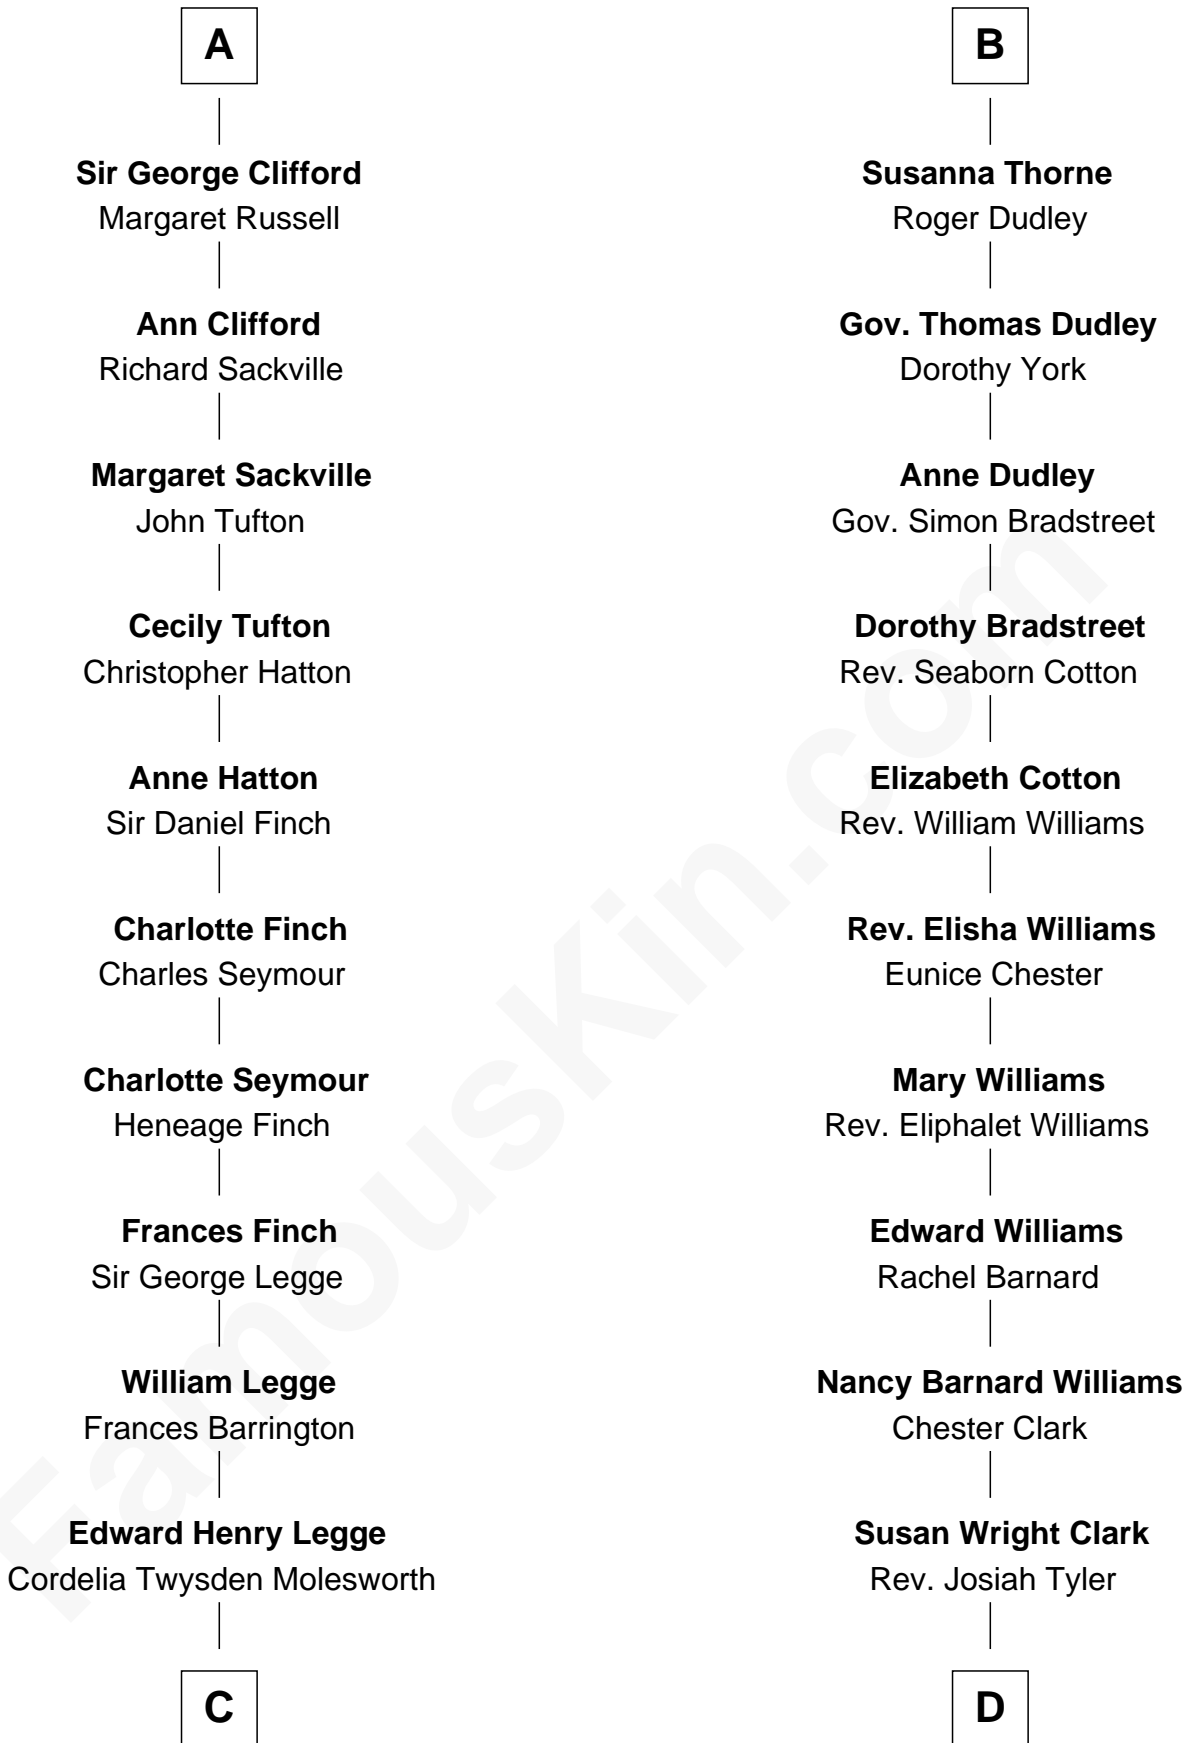 A
Sir George Clifford
Margaret Russell
Ann Clifford
Richard Sackville
Margaret Sackville
John Tufton
Cecily Tufton
Christopher Hatton
Anne Hatton
Sir Daniel Finch
Charlotte Finch
Charles Seymour
Charlotte Seymour
Heneage Finch
Frances Finch
Sir George Legge
William Legge
Frances Barrington
Edward Henry Legge
Cordelia Twysden Molesworth
C
B
Susanna Thorne
Roger Dudley
Gov. Thomas Dudley
Dorothy York
Anne Dudley
Gov. Simon Bradstreet
Dorothy Bradstreet
Rev. Seaborn Cotton
Elizabeth Cotton
Rev. William Williams
Rev. Elisha Williams
Eunice Chester
Mary Williams
Rev. Eliphalet Williams
Edward Williams
Rachel Barnard
Nancy Barnard Williams
Chester Clark
Susan Wright Clark
Rev. Josiah Tyler
D
FamousKin.com